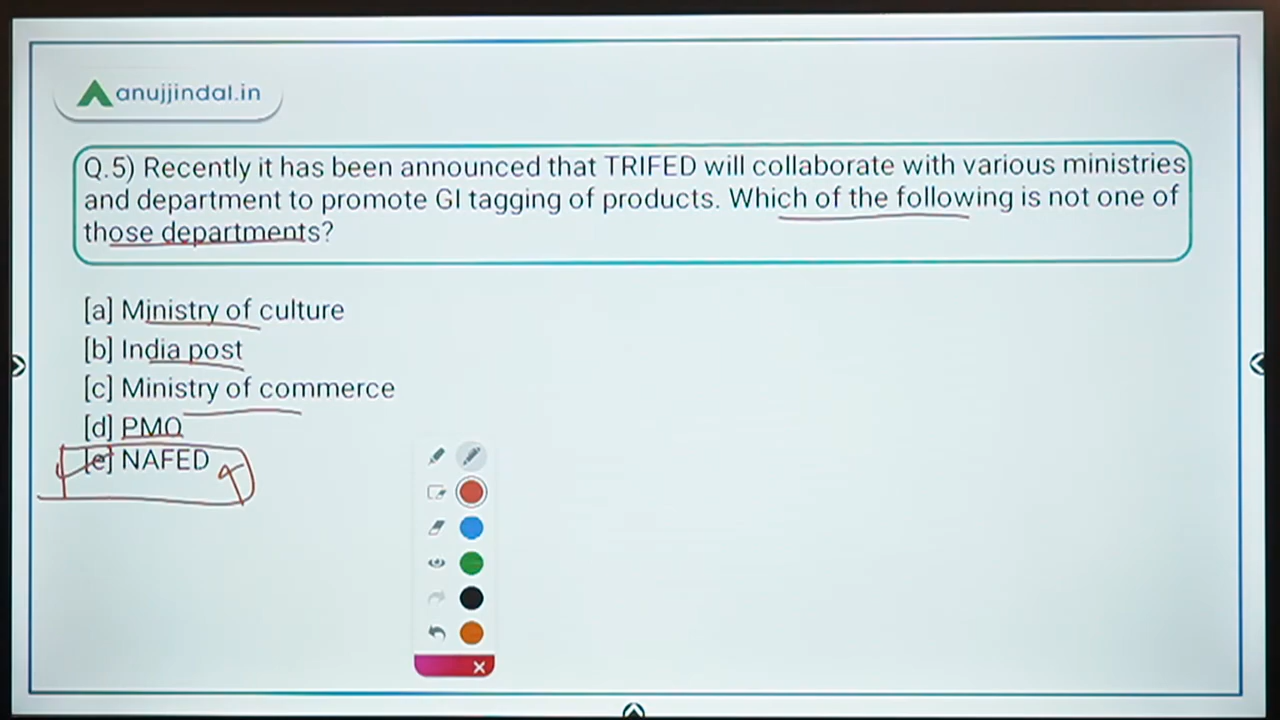 anujjindal.in
Q.5) Recently it has been announced that TRIFED will collaborate with various ministries
and department to promote GI tagging of products. Which of the following is not one of
those departments?
[a] Ministry of culture
[b] India post
[c] Ministry of commerce
[d] PMO
[e] NAFED